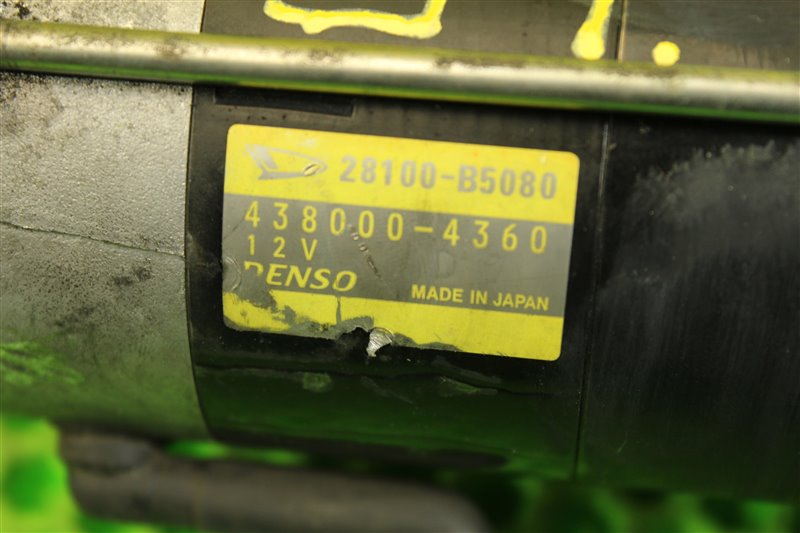 28100-B5080
438000-4360
12V
DENSO
MADE IN JAPAN